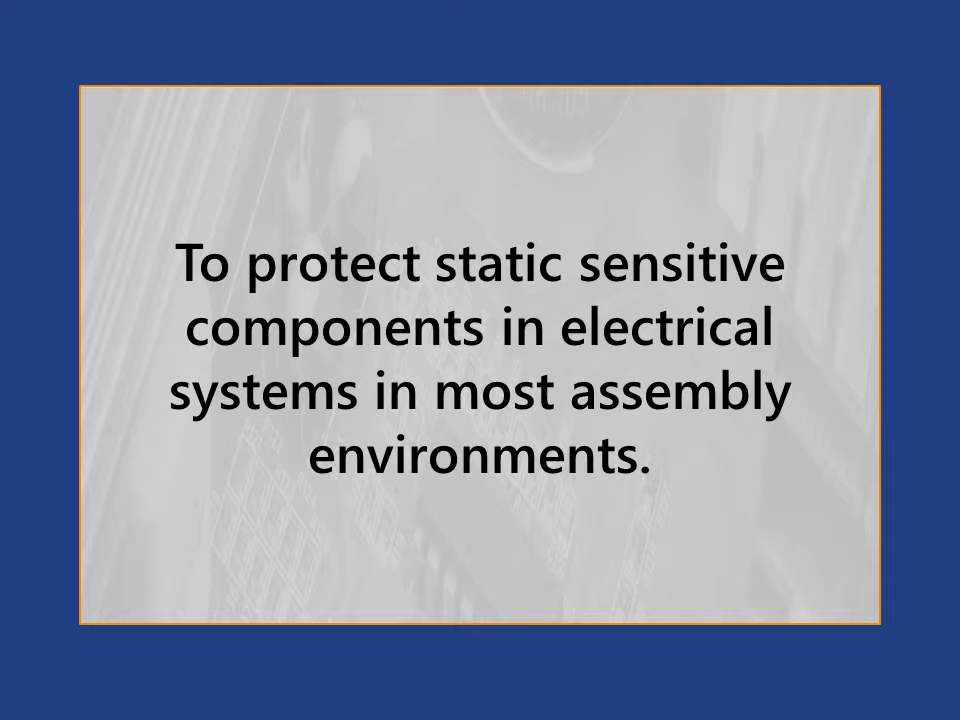 To protect static sensitive
components in electrical
systems in most assembly
environments.